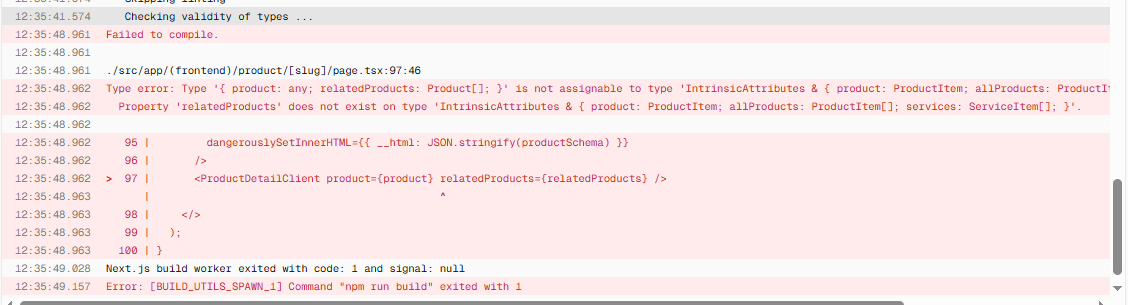 12:35:41.574 Skipping linting
12:35:41.574 Checking validity of types ...
12:35:48.961 Failed to compile.
12:35:48.961
12:35:48.961 ./src/app/(frontend)/product/[slug]/page.tsx:97:46
12:35:48.962 Type error: Type '{ product: any; relatedProducts: Product[]; }' is not assignable to type 'IntrinsicAttributes & { product: ProductItem; allProducts: ProductIt
12:35:48.962 Property 'relatedProducts' does not exist on type 'IntrinsicAttributes & { product: ProductItem; allProducts: ProductItem[]; services: ServiceItem[]; }'.
12:35:48.962
12:35:48.962 95 | dangerouslySetInnerHTML={{ __html: JSON.stringify(productSchema) }}
12:35:48.962 96 | />
12:35:48.962 > 97 | <ProductDetailClient product={product} relatedProducts={relatedProducts} />
12:35:48.963 | ^
12:35:48.963 98 | </>
12:35:48.963 99 | );
12:35:48.963 100 | }
12:35:49.028 Next.js build worker exited with code: 1 and signal: null
12:35:49.157 Error: [BUILD_UTILS_SPAWN_1] Command "npm run build" exited with 1